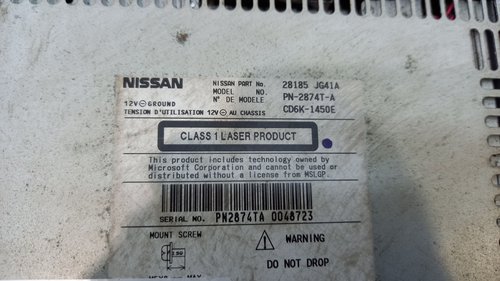 NISSAN
NISSAN PART No. 28185 JG41A
MODEL NO. PN-2874T-A
N° DE MODELE CD6K-1450E
12V⊖GROUND
TENSION D'UTILISATION 12V⊖AU CHASSIS
CLASS 1 LASER PRODUCT
This product includes technology owned by
Microsoft Corporation and cannot be used or
distributed without a license from MSLGP.
SERIAL NO. PN2874TA 0048723
MOUNT SCREW
WARNING
DO NOT DROP
MAX